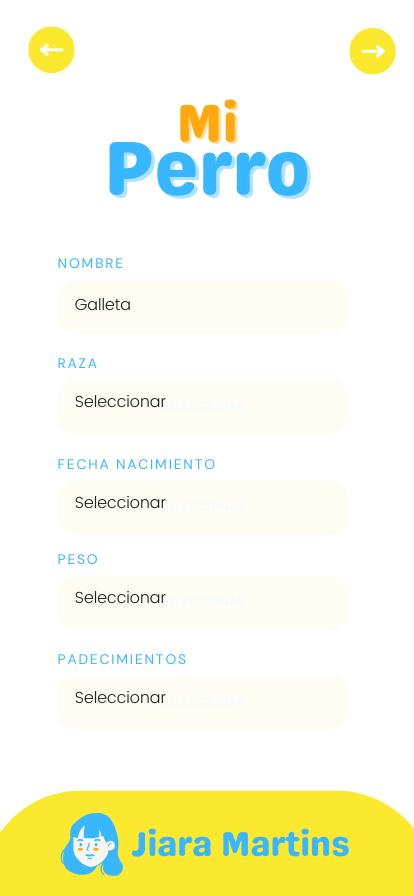 Mi
Perro
NOMBRE
Galleta
RAZA
Seleccionar
FECHA NACIMIENTO
Seleccionar
PESO
Seleccionar
PADECIMIENTOS
Seleccionar
Jiara Martins